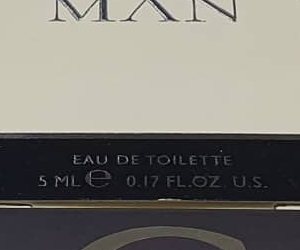 MAN
EAU DE TOILETTE
5 ML ℮ 0.17 FL.OZ. U.S.